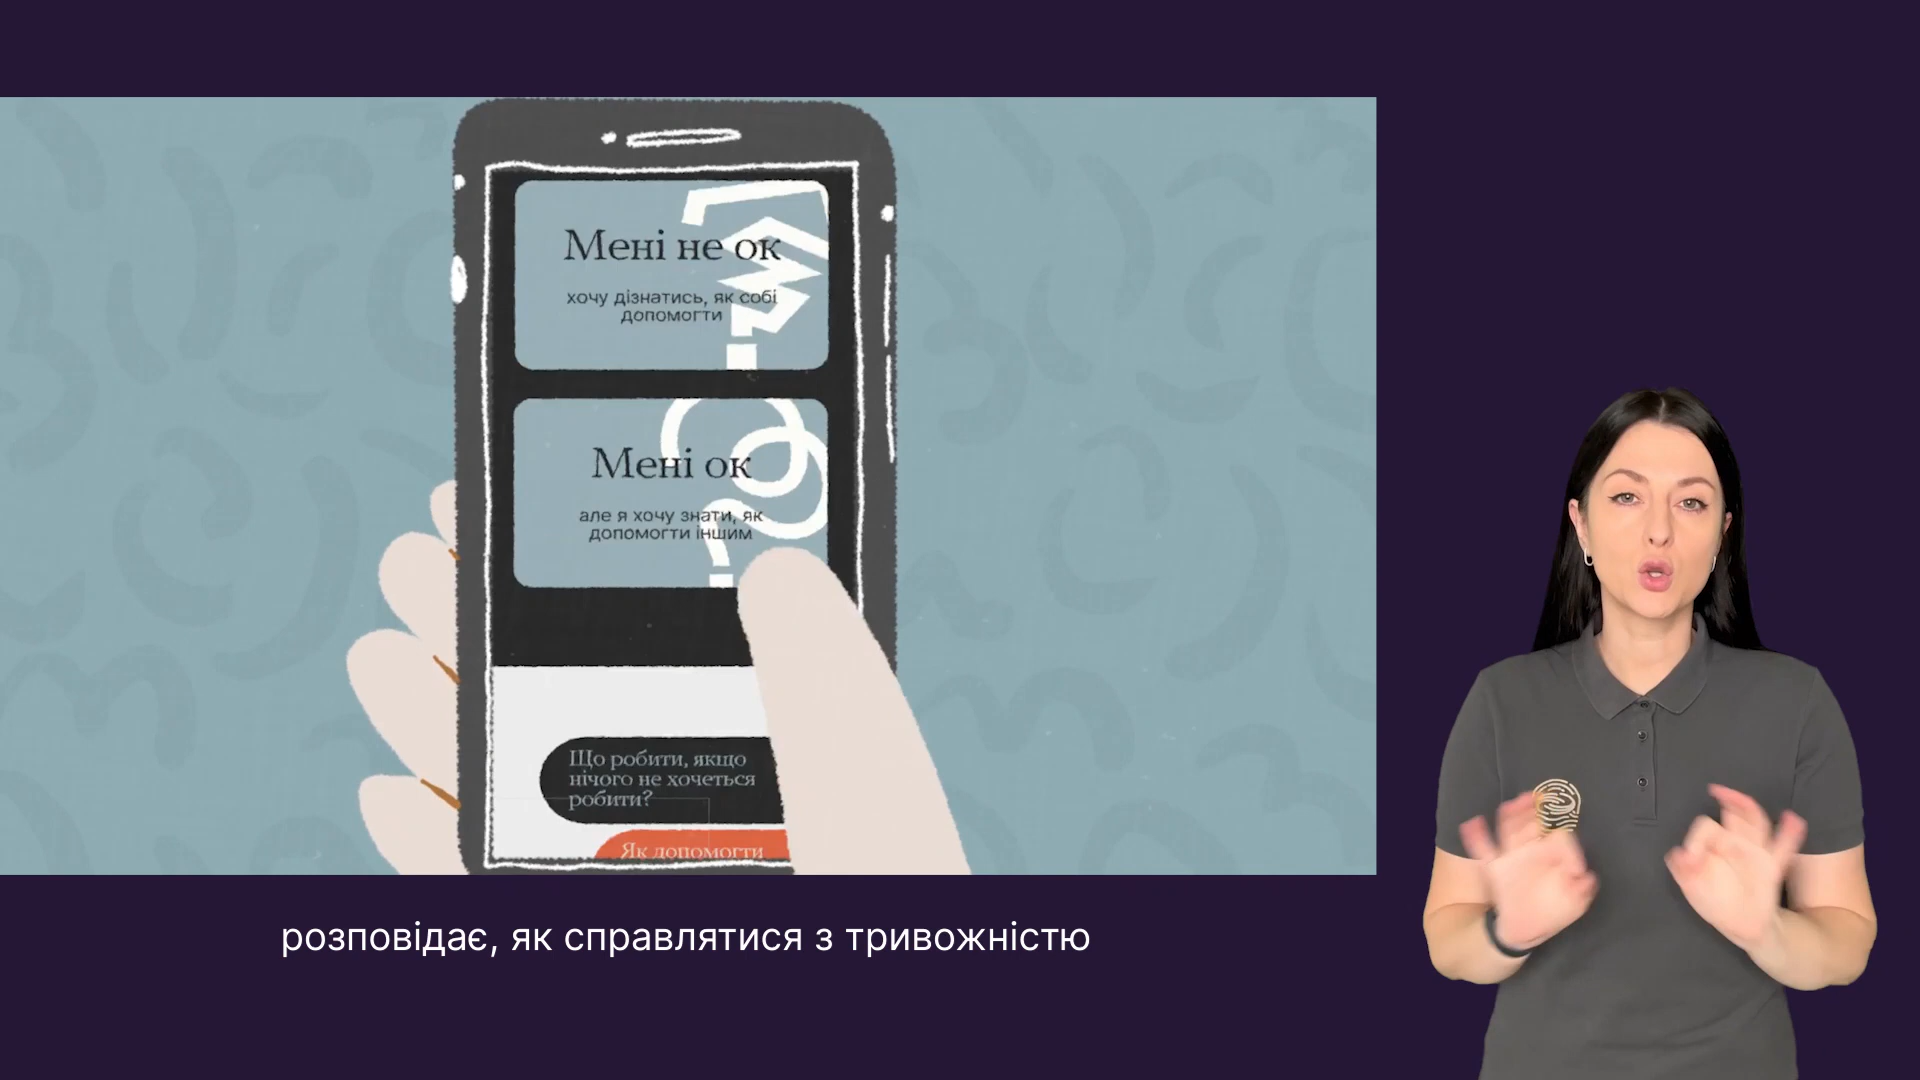 Мені не ок
хочу дізнатись, як собі
допомогти
Мені ок
але я хочу знати, як
допомогти іншим
Що робити, якщо
нічого не хочеться
робити?
Як допомогти
розповідає, як справлятися з тривожністю